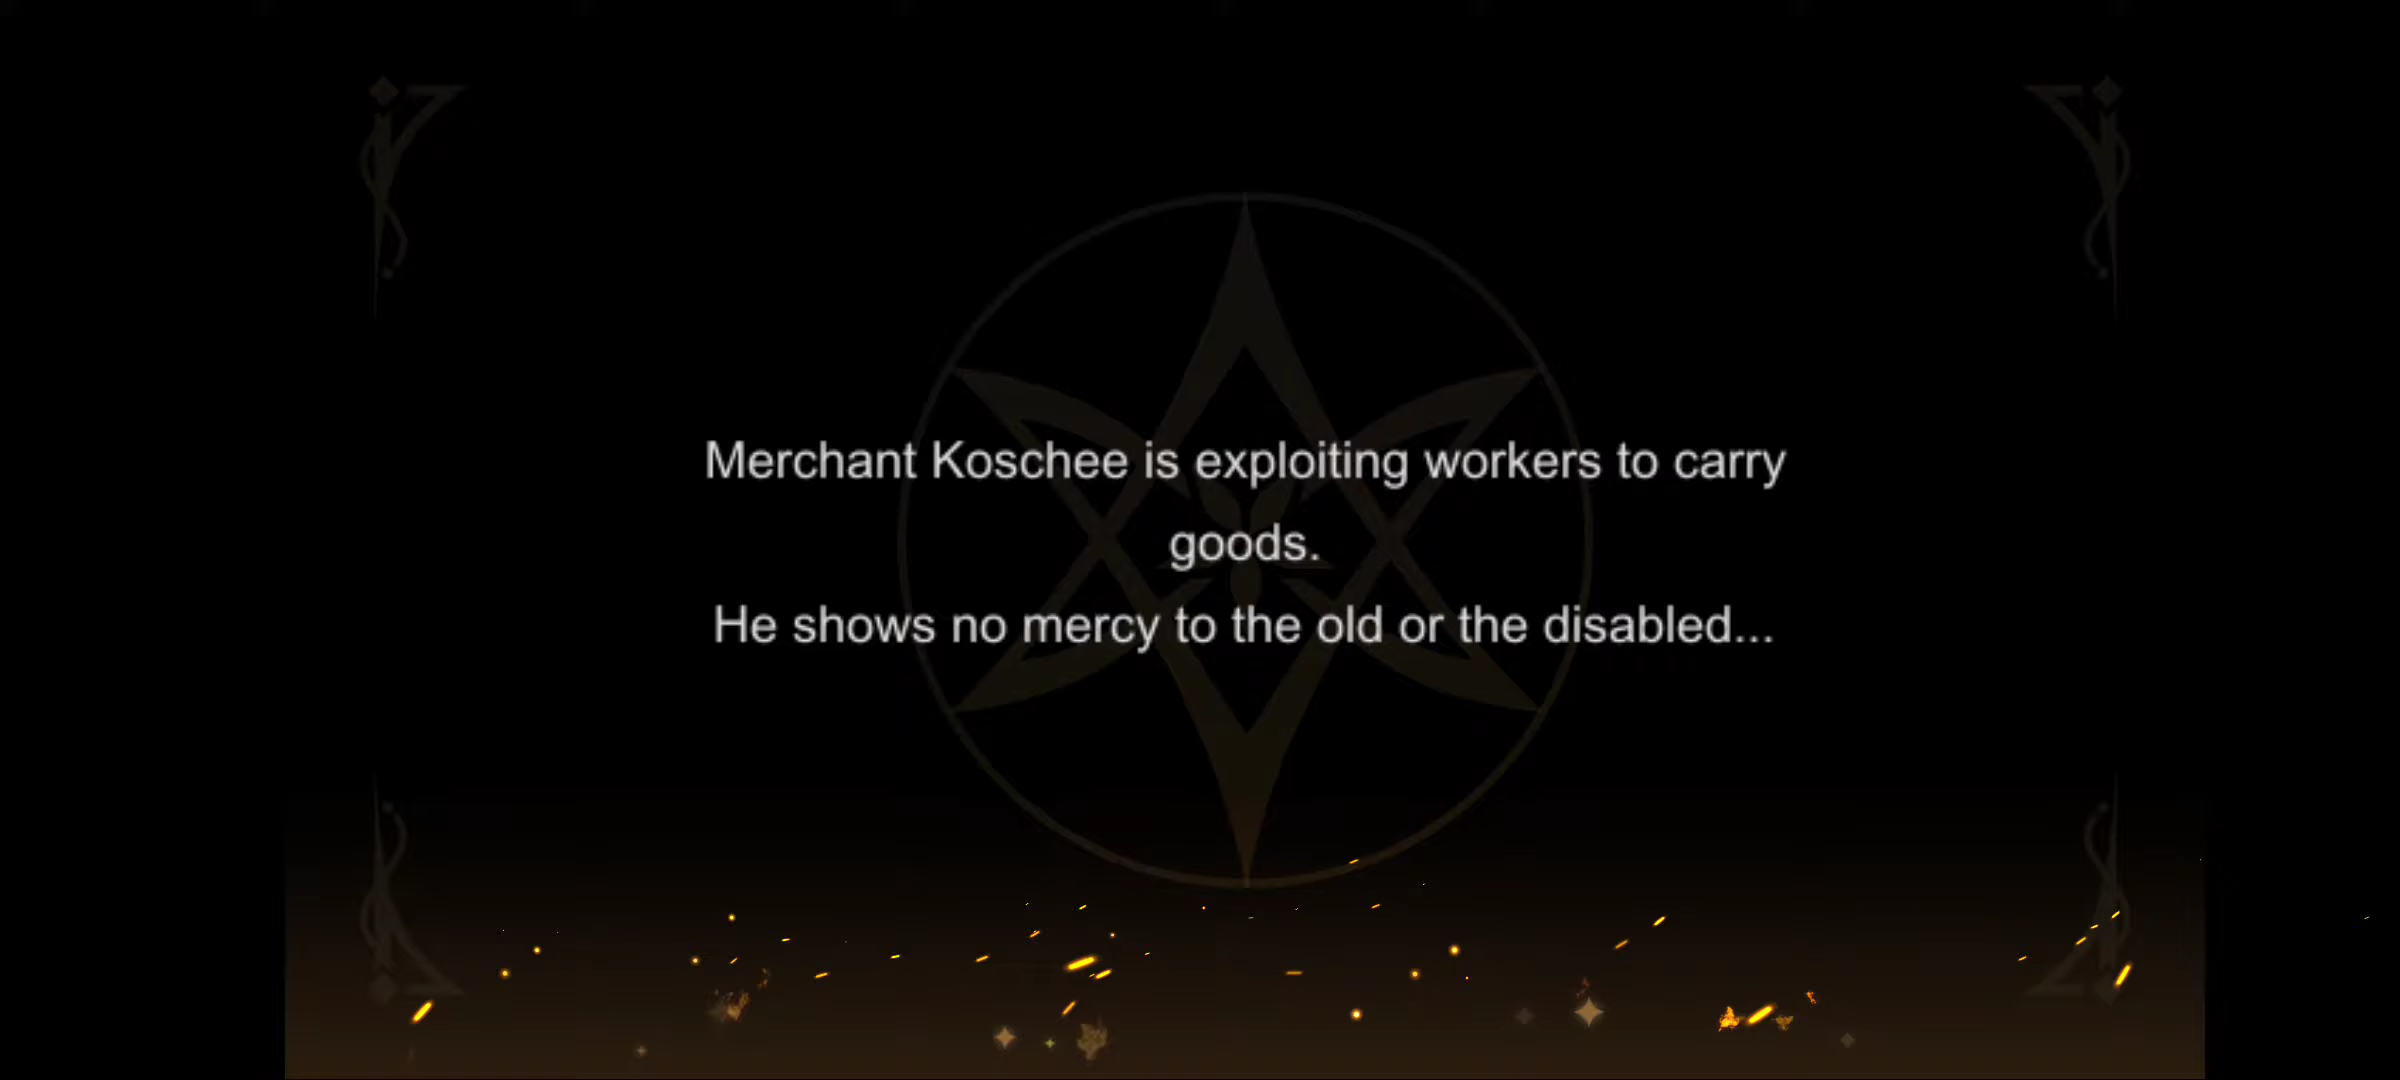 Merchant Koschee is exploiting workers to carry
goods.
He shows no mercy to the old or the disabled...